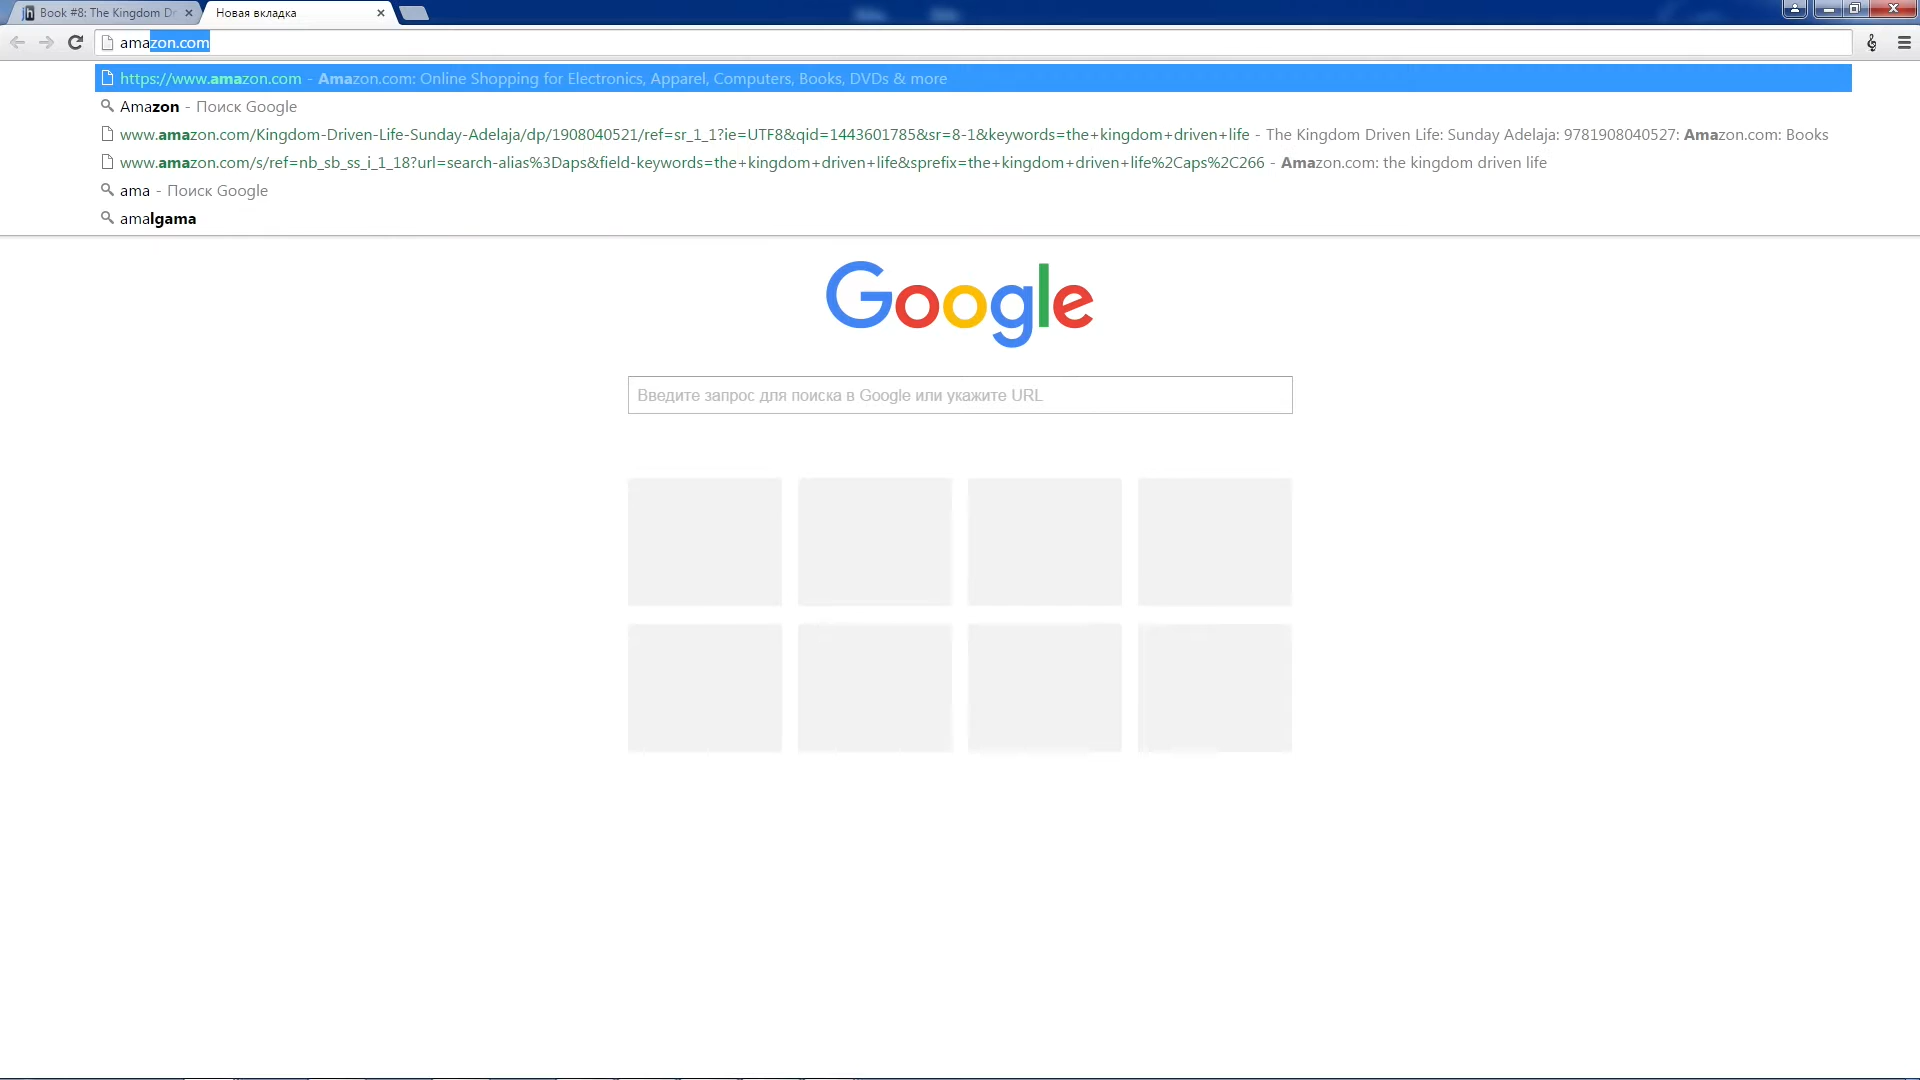 Book #8: The Kingdom Dr
Новая вкладка
amazon.com
https://www.amazon.com - Amazon.com: Online Shopping for Electronics, Apparel, Computers, Books, DVDs & more
Amazon - Поиск Google
www.amazon.com/Kingdom-Driven-Life-Sunday-Adelaja/dp/1908040521/ref=sr_1_1?ie=UTF8&qid=1443601785&sr=8-1&keywords=the+kingdom+driven+life - The Kingdom Driven Life: Sunday Adelaja: 9781908040527: Amazon.com: Books
www.amazon.com/s/ref=nb_sb_ss_i_1_18?url=search-alias%3Daps&field-keywords=the+kingdom+driven+life&sprefix=the+kingdom+driven+life%2Caps%2C266 - Amazon.com: the kingdom driven life
ama - Поиск Google
amalgama
Google
Введите запрос для поиска в Google или укажите URL